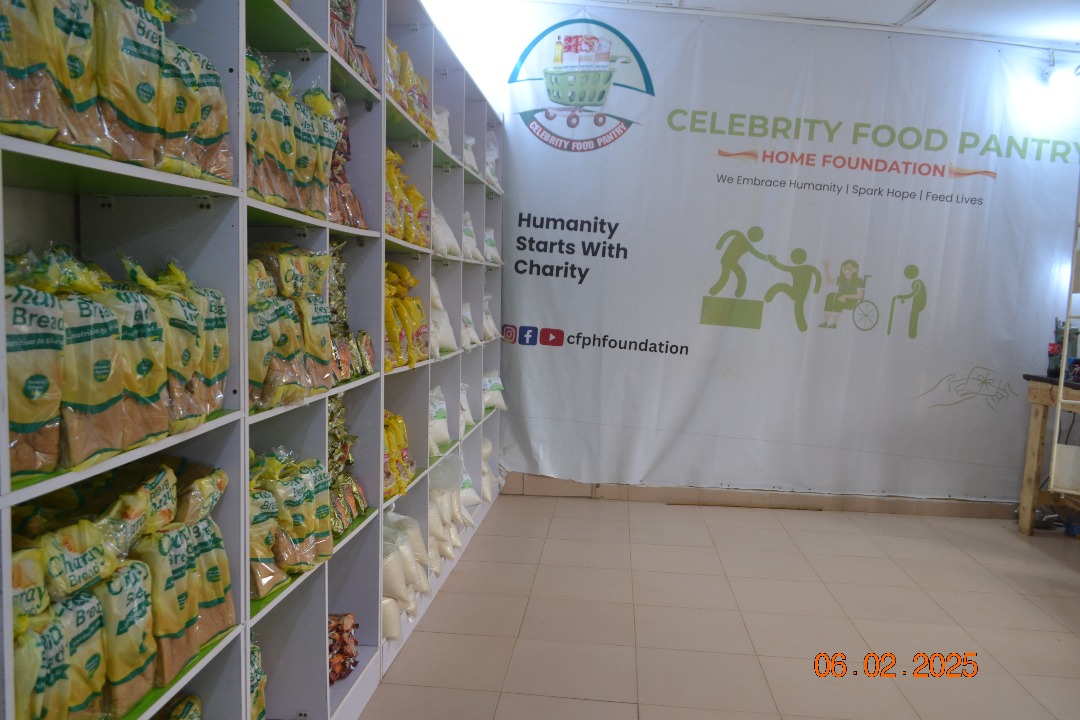 CELEBRITY FOOD PANTRY
CELEBRITY FOOD PANTRY
HOME FOUNDATION
We Embrace Humanity | Spark Hope | Feed Lives
Humanity
Starts With
Charity
cfphfoundation
Bread
Bread
Bread
06.02.2025